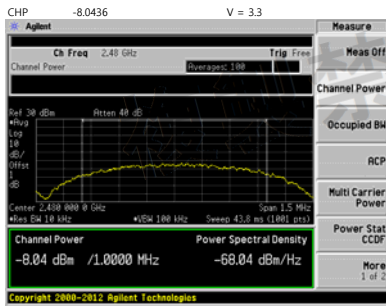 CHP -8.0436 V = 3.3
Agilent Measure
Ch Freq 2.48 GHz Trig Free
Channel Power Averages: 100
Ref 30 dBm Atten 40 dB
#Avg
Log
10
dB/
Offst
1
dB
Center 2.480 000 0 GHz Span 1.5 MHz
#Res BW 10 kHz #VBW 100 kHz Sweep 43.8 ms (1001 pts)
Channel Power Power Spectral Density
-8.04 dBm /1.0000 MHz -68.04 dBm/Hz
Copyright 2000-2012 Agilent Technologies
Meas Off
Channel Power
Occupied BW
ACP
Multi Carrier
Power
Power Stat
CCDF
More
1 of 2